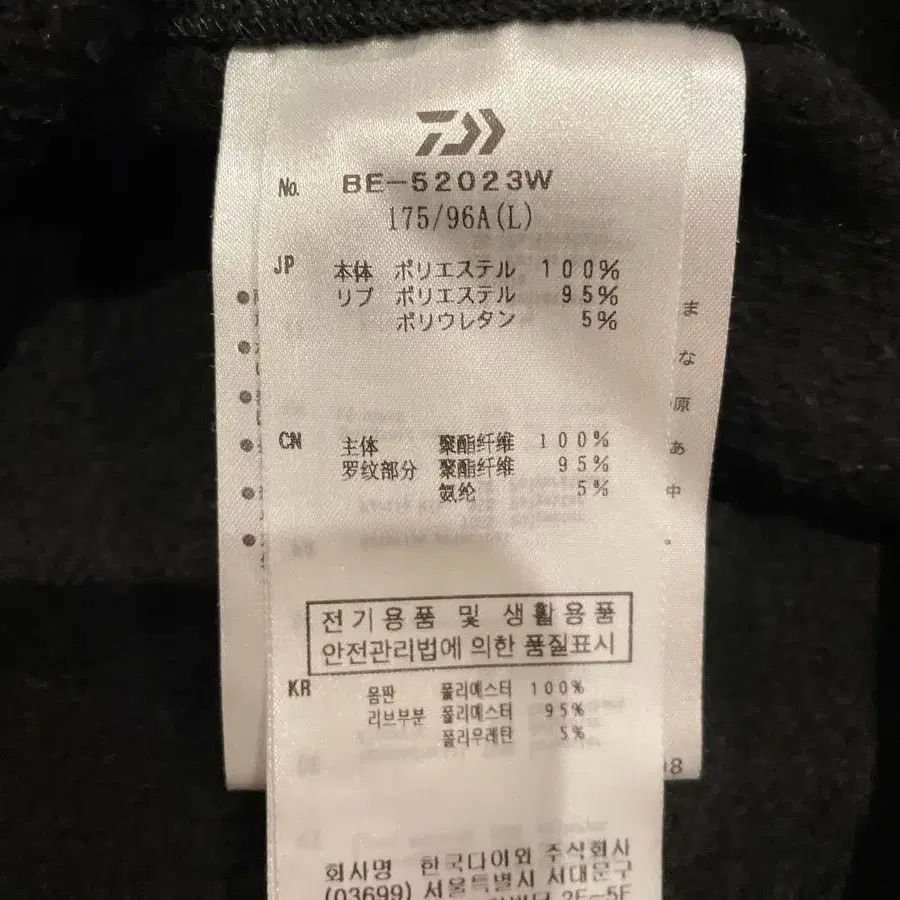 No. BE-52023W
175/96A(L)
JP 本体 ポリエステル 100%
リブ ポリエステル 95%
ポリウレタン 5%
ま
な
原
あ
中
CN 主体 聚酯纤维 100%
罗纹部分 聚酯纤维 95%
氨纶 5%
전기용품 및 생활용품
안전관리법에 의한 품질표시
KR 몸판 폴리에스터 100%
리브부분 폴리에스터 95%
폴리우레탄 5%
08
회사명 한국다이와 주식회사
(03699) 서울특별시 서대문구
2F-5F